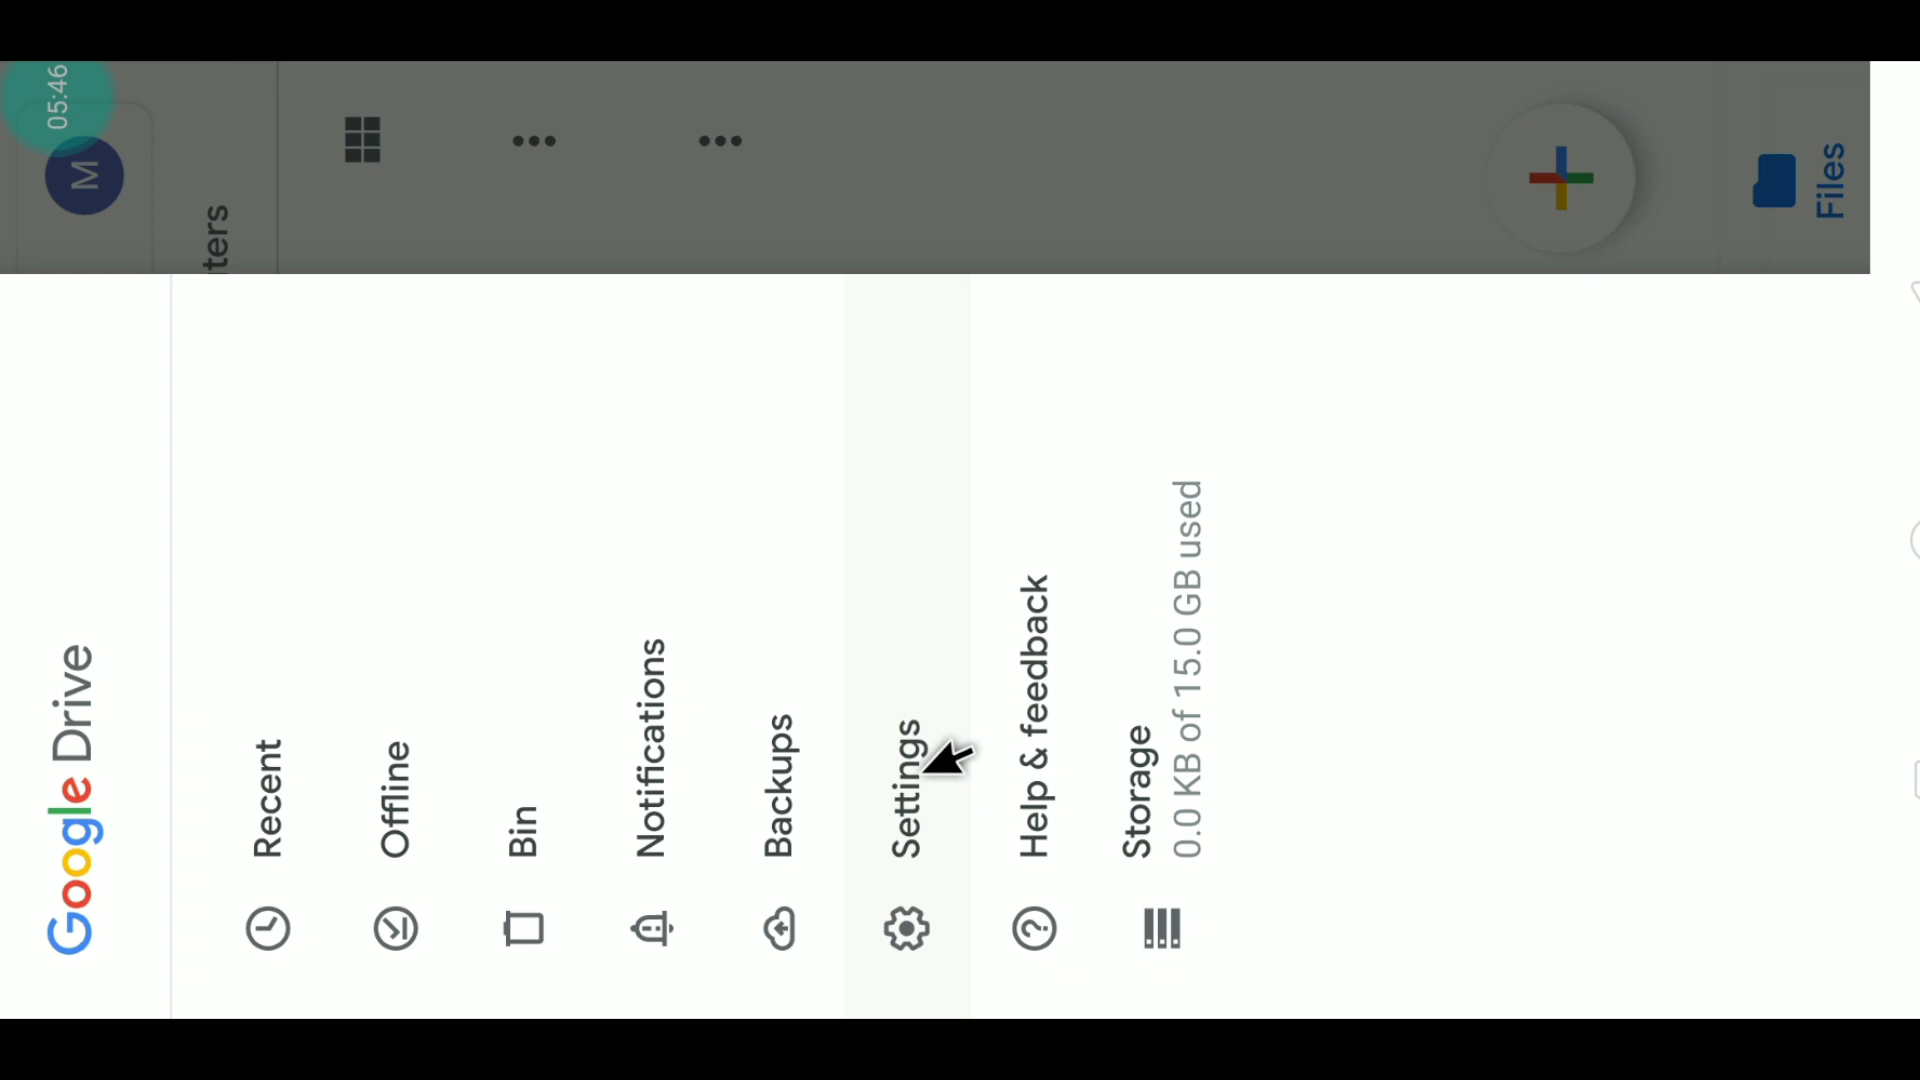 05:46
M
ters
Google Drive
Recent
Offline
Bin
Notifications
Backups
Settings
Help & feedback
Storage
0.0 KB of 15.0 GB used
Files